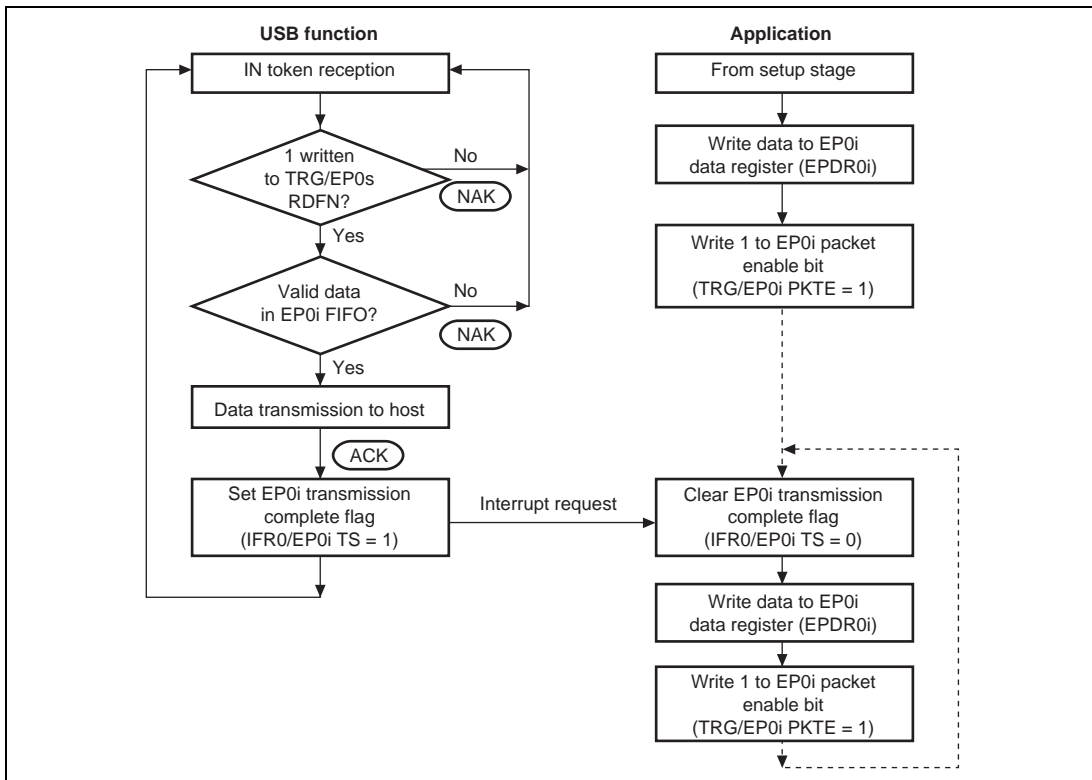 USB function
IN token reception
1 written
to TRG/EP0s
RDFN?
No
NAK
Yes
Valid data
in EP0i FIFO?
No
NAK
Yes
Data transmission to host
ACK
Set EP0i transmission
complete flag
(IFR0/EP0i TS = 1)
Interrupt request
Application
From setup stage
Write data to EP0i
data register (EPDR0i)
Write 1 to EP0i packet
enable bit
(TRG/EP0i PKTE = 1)
Clear EP0i transmission
complete flag
(IFR0/EP0i TS = 0)
Write data to EP0i
data register (EPDR0i)
Write 1 to EP0i packet
enable bit
(TRG/EP0i PKTE = 1)